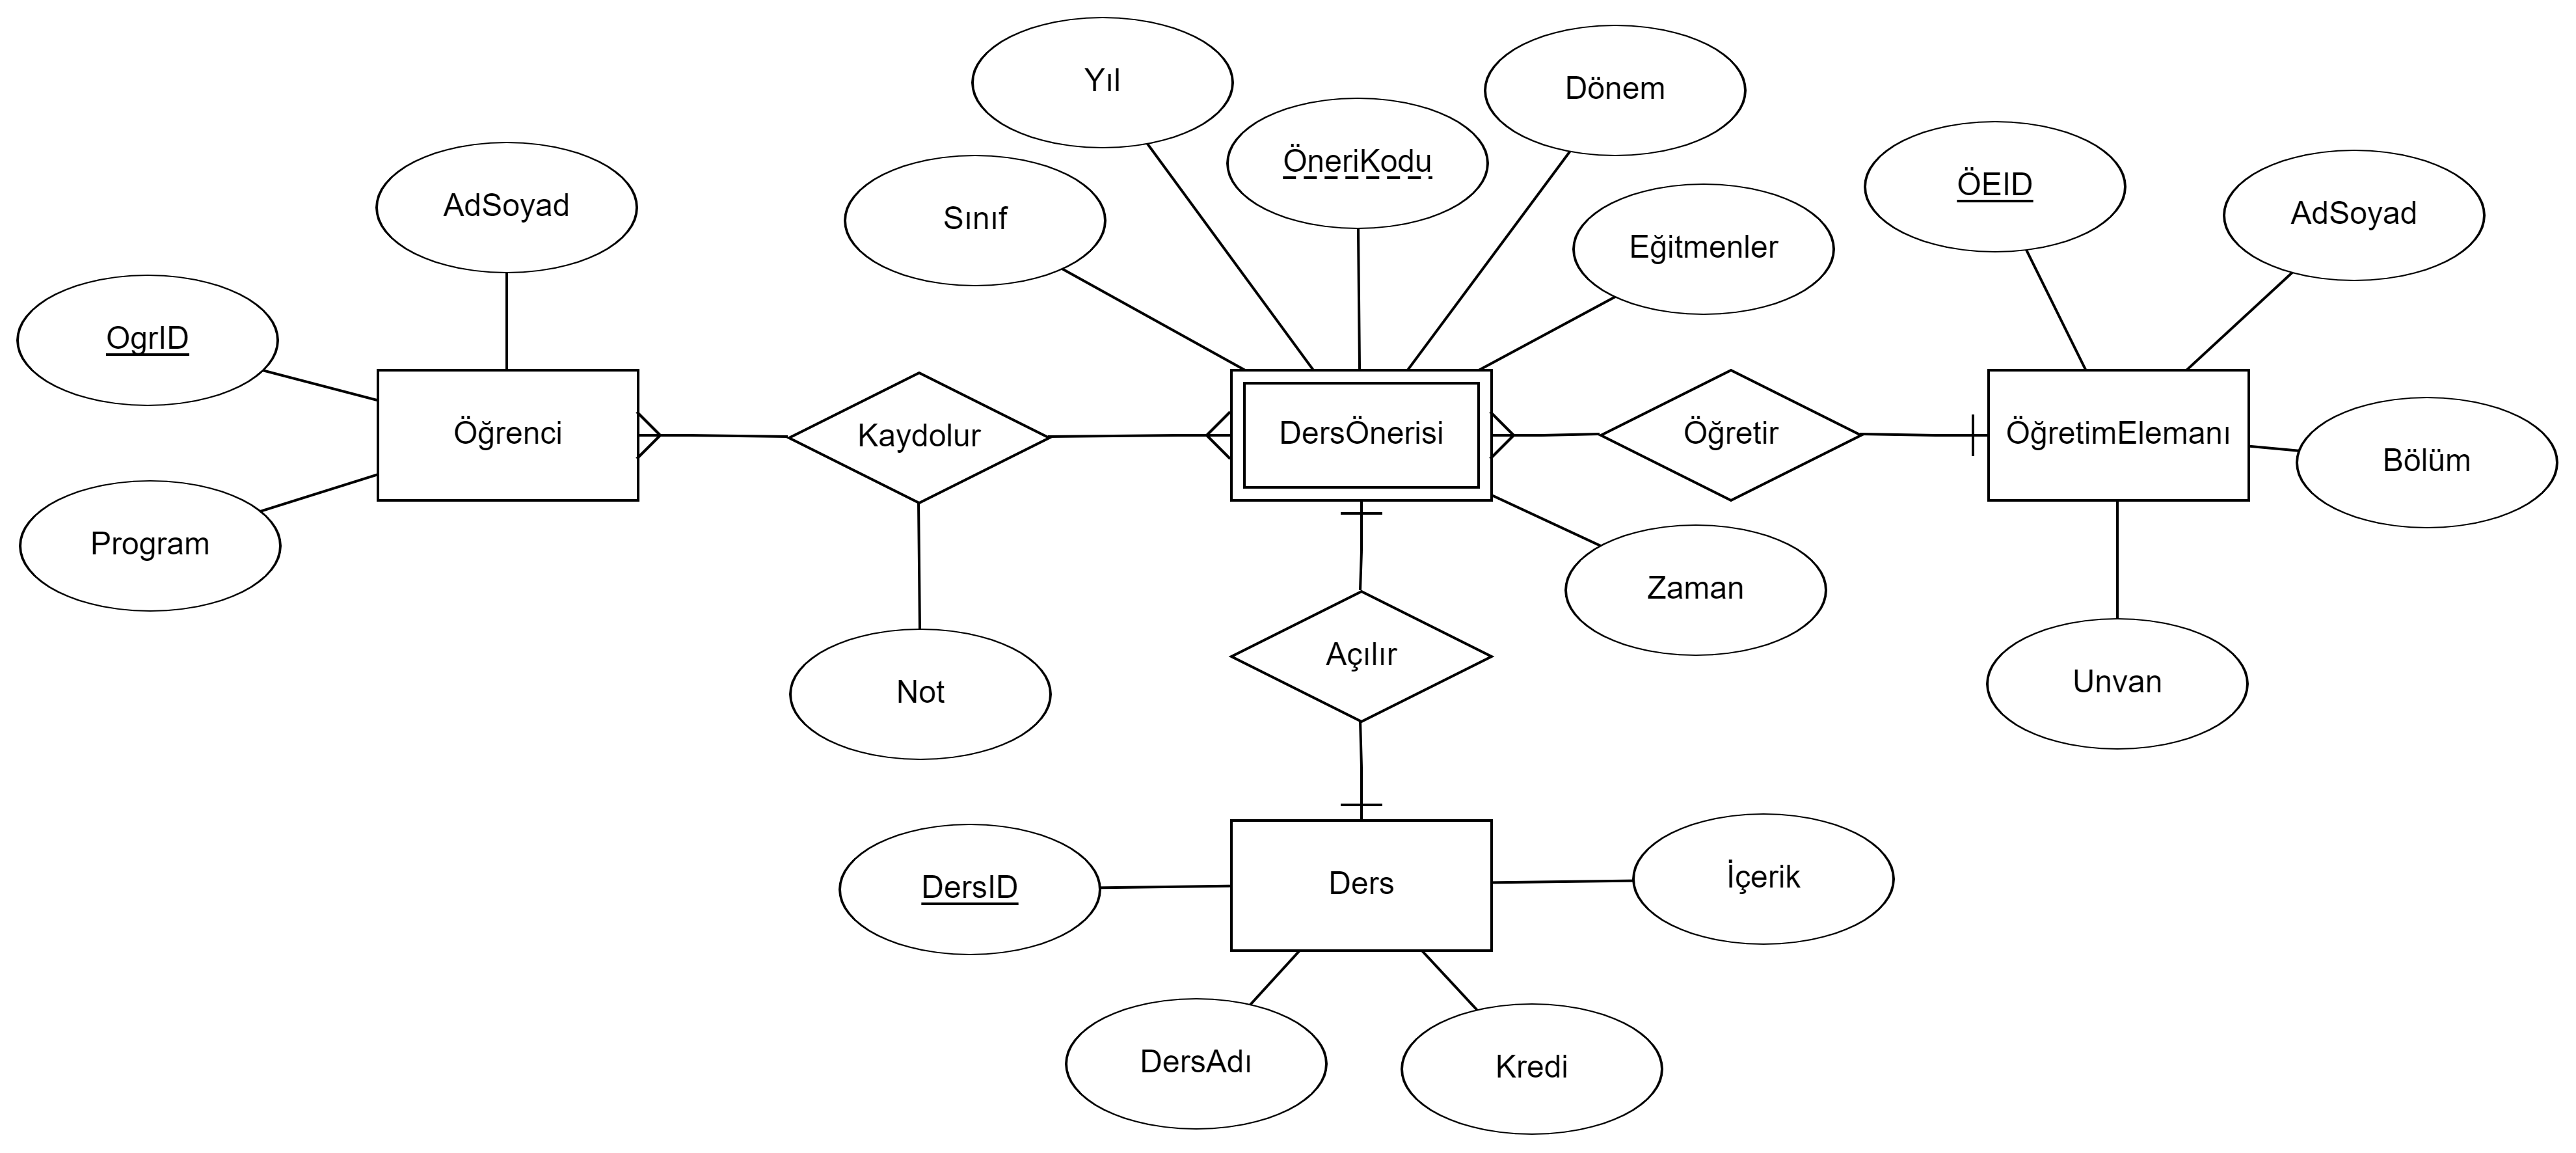 Yıl
Dönem
ÖneriKodu
ÖEID
AdSoyad
AdSoyad
Sınıf
Eğitmenler
OgrID
Öğrenci
Kaydolur
DersÖnerisi
Öğretir
ÖğretimElemanı
Bölüm
Program
Zaman
Açılır
Unvan
Not
DersID
Ders
İçerik
DersAdı
Kredi